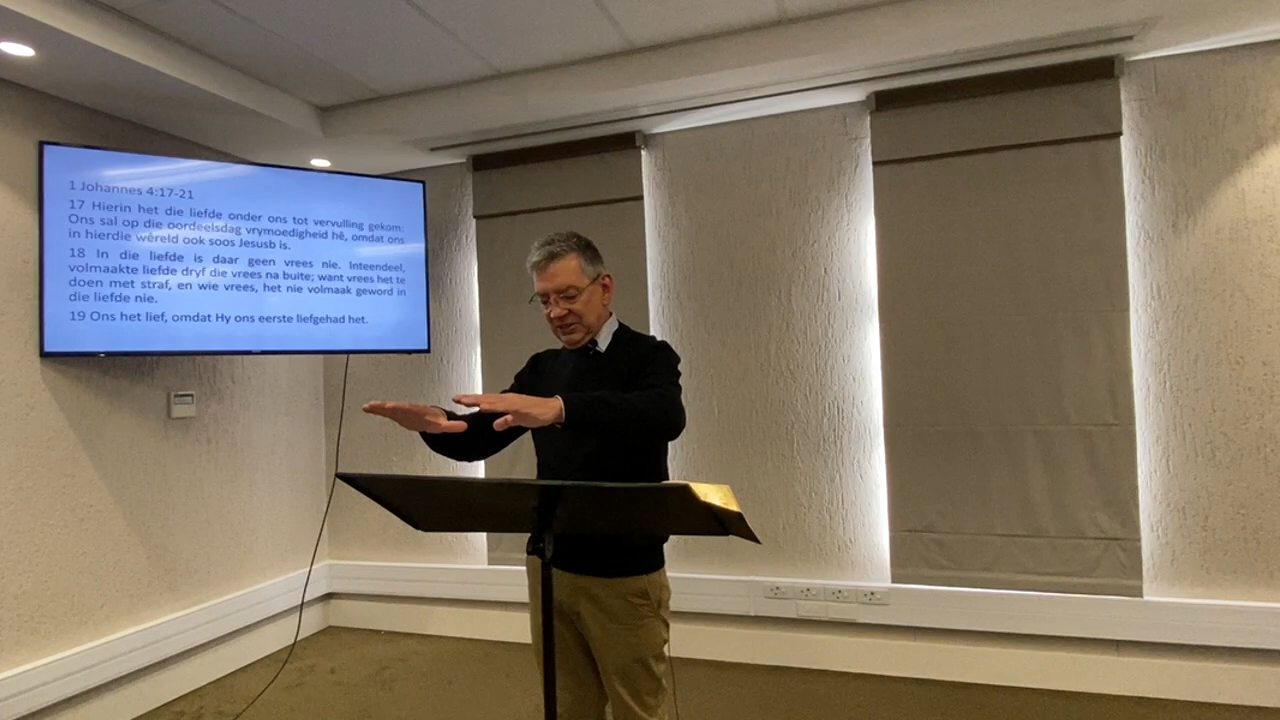 1 Johannes 4:17-21
17 Hierin het die liefde onder ons tot vervulling gekom:
Ons sal op die oordeelsdag vrymoedigheid hê, omdat ons
in hierdie wêreld ook soos Jesusb is.
18 In die liefde is daar geen vrees nie. Inteendeel,
volmaakte liefde dryf die vrees na buite; want vrees het te
doen met straf, en wie vrees, het nie volmaak geword in
die liefde nie.
19 Ons het lief, omdat Hy ons eerste liefgehad het.